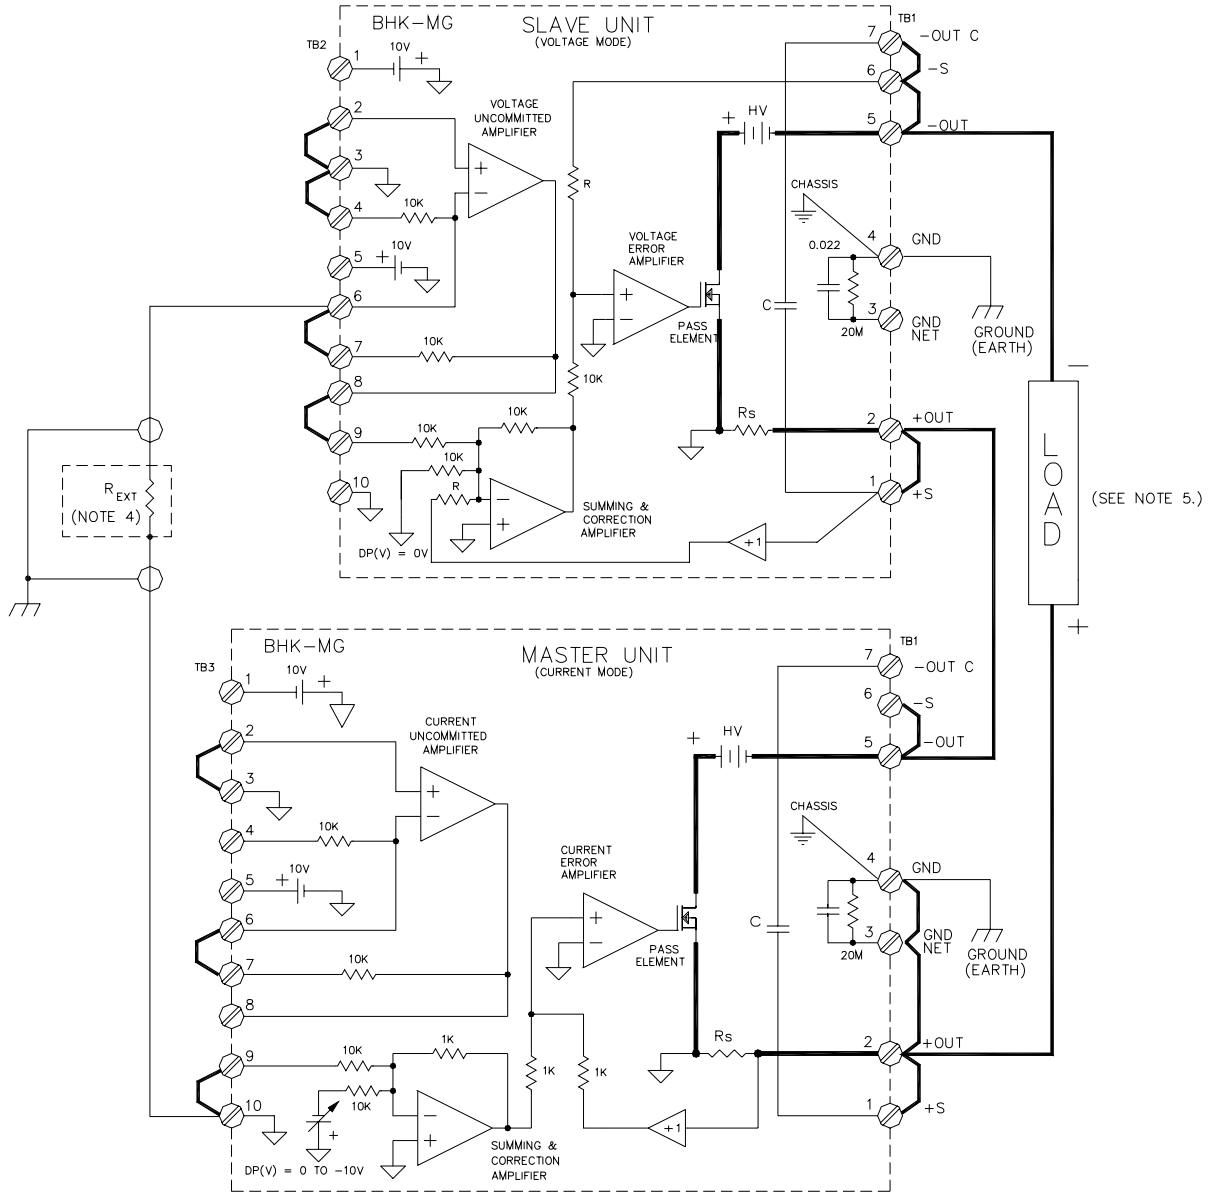 BHK-MG
SLAVE UNIT
(VOLTAGE MODE)
TB2
TB1
1
10V
+
2
3
4
10K
5
+
10V
6
7
10K
8
9
10K
10K
10K
R
10
VOLTAGE
UNCOMMITTED
AMPLIFIER
+
−
R
VOLTAGE
ERROR
AMPLIFIER
+
−
10K
PASS
ELEMENT
+
HV
C
Rs
−
+
SUMMING &
CORRECTION
AMPLIFIER
DP(V) = 0V
+1
7
-OUT C
6
-S
5
-OUT
CHASSIS
4
GND
0.022
3
20M
GND
NET
GROUND
(EARTH)
2
+OUT
1
+S
−
LOAD
+
(SEE NOTE 5.)
REXT
(NOTE 4)
BHK-MG
MASTER UNIT
(CURRENT MODE)
TB3
TB1
1
10V
+
2
3
4
10K
5
+
10V
6
7
10K
8
9
10K
10K
1K
10
+
DP(V) = 0 TO -10V
CURRENT
UNCOMMITTED
AMPLIFIER
+
−
CURRENT
ERROR
AMPLIFIER
+
−
PASS
ELEMENT
+
HV
C
Rs
1K
1K
+1
−
+
SUMMING &
CORRECTION
AMPLIFIER
7
-OUT C
6
-S
5
-OUT
CHASSIS
4
GND
3
20M
GND
NET
GROUND
(EARTH)
2
+OUT
1
+S